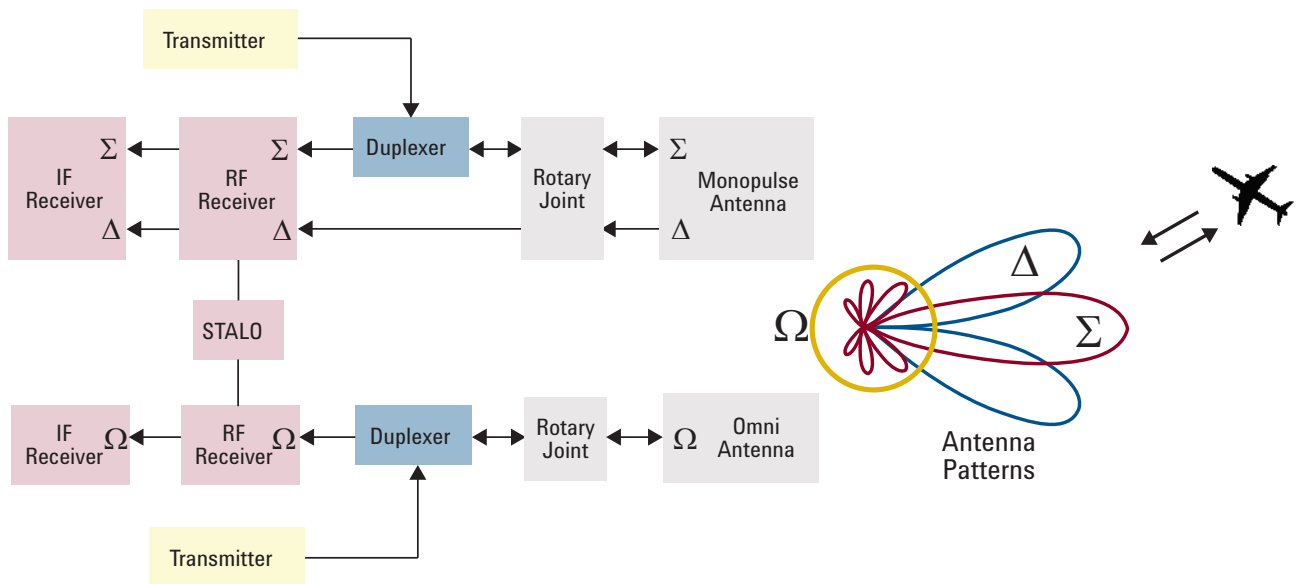 Transmitter
IF
Receiver
Σ
Δ
RF
Receiver
Σ
Δ
Duplexer
Rotary
Joint
Σ
Δ
Monopulse
Antenna
STALO
IF
Receiver
Ω
RF
Receiver
Ω
Duplexer
Rotary
Joint
Ω
Omni
Antenna
Transmitter
Δ
Σ
Ω
Antenna
Patterns